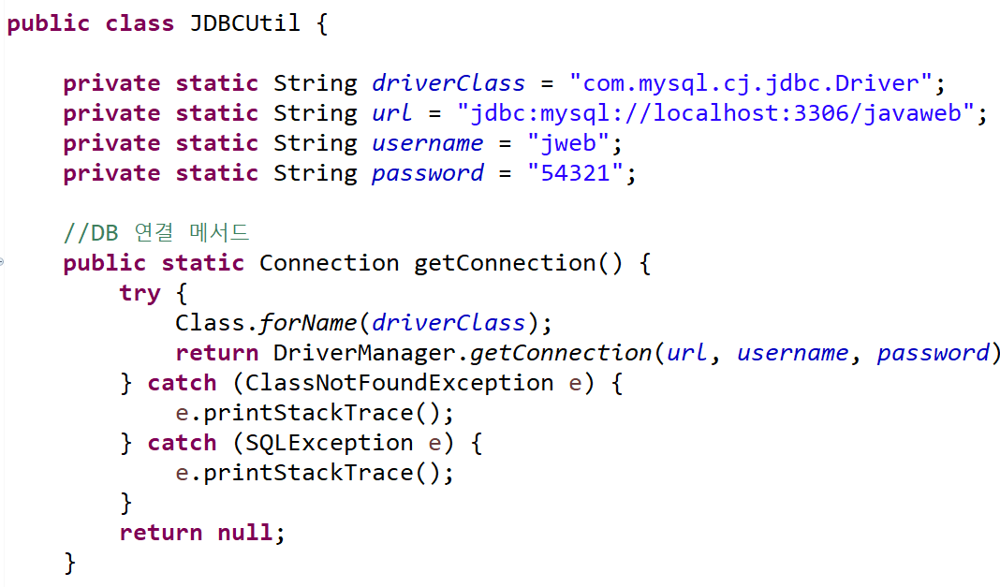 public class JDBCUtil {
private static String driverClass = "com.mysql.cj.jdbc.Driver";
private static String url = "jdbc:mysql://localhost:3306/javaweb";
private static String username = "jweb";
private static String password = "54321";
//DB 연결 메서드
public static Connection getConnection() {
try {
Class.forName(driverClass);
return DriverManager.getConnection(url, username, password)
} catch (ClassNotFoundException e) {
e.printStackTrace();
} catch (SQLException e) {
e.printStackTrace();
}
return null;
}